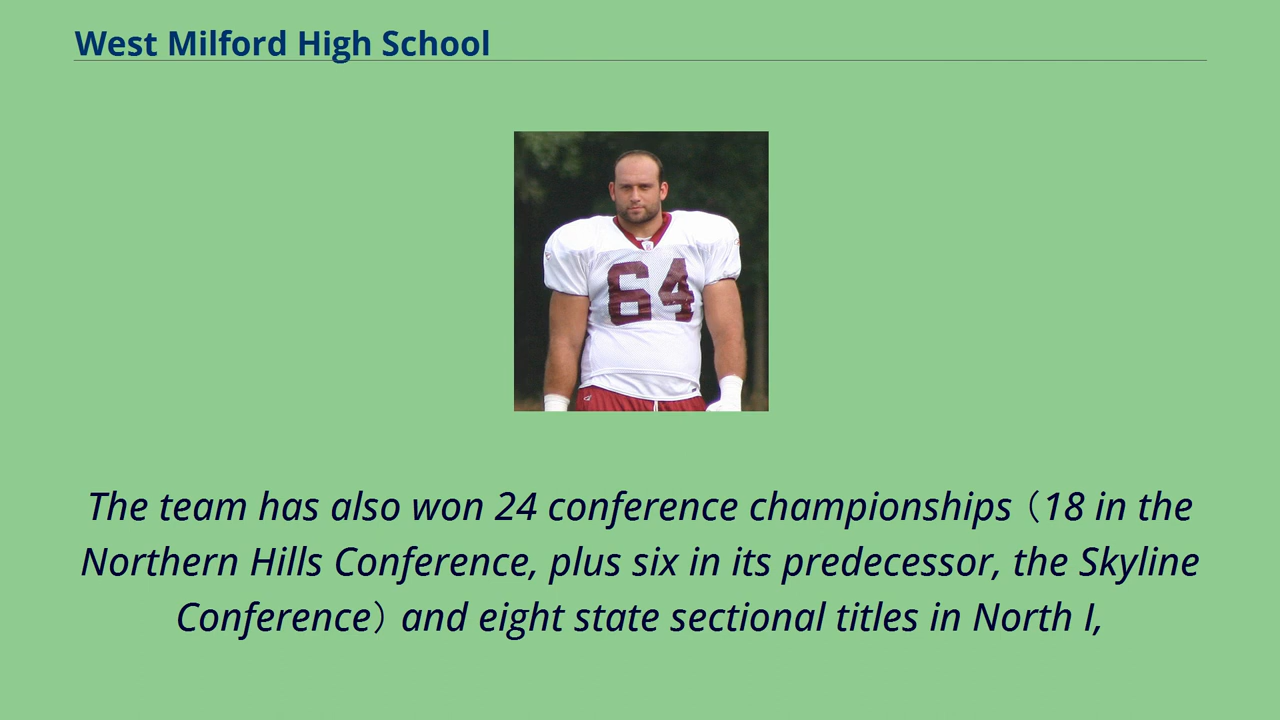 West Milford High School
64
The team has also won 24 conference championships（18 in the
Northern Hills Conference, plus six in its predecessor, the Skyline
Conference）and eight state sectional titles in North I,